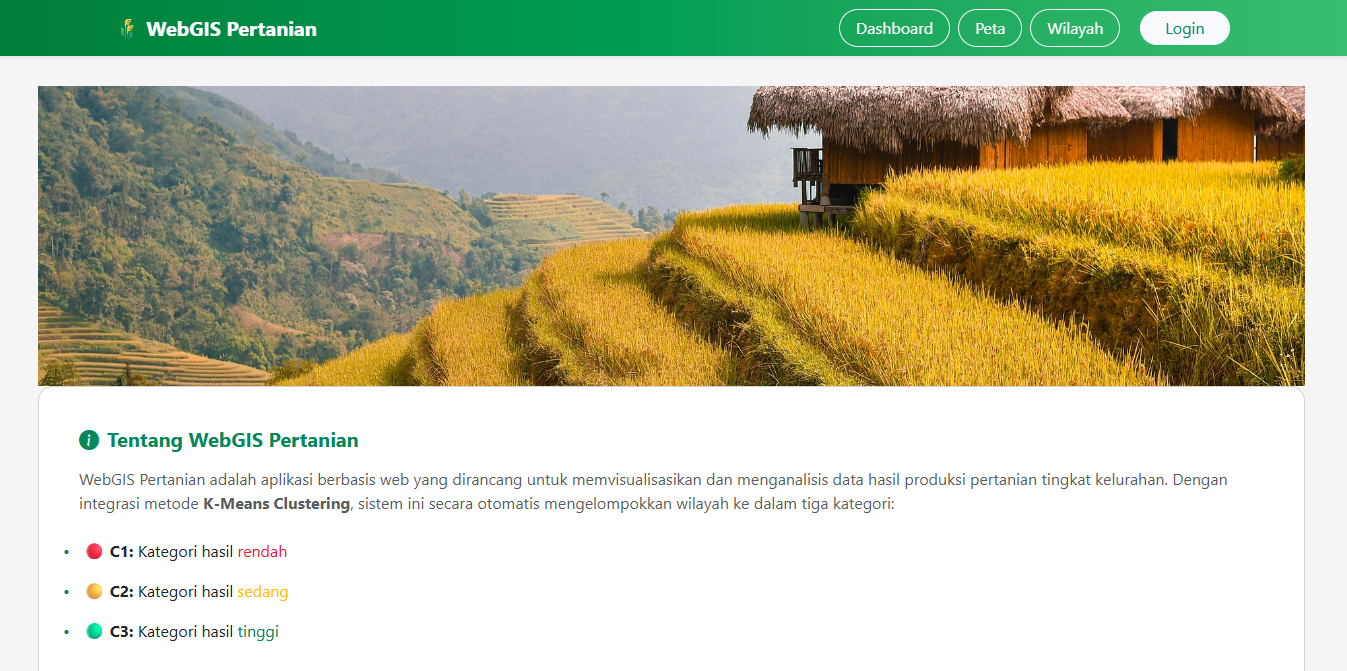 WebGIS Pertanian
Dashboard
Peta
Wilayah
Login
Tentang WebGIS Pertanian
WebGIS Pertanian adalah aplikasi berbasis web yang dirancang untuk memvisualisasikan dan menganalisis data hasil produksi pertanian tingkat kelurahan. Dengan
integrasi metode K-Means Clustering, sistem ini secara otomatis mengelompokkan wilayah ke dalam tiga kategori:
C1: Kategori hasil rendah
C2: Kategori hasil sedang
C3: Kategori hasil tinggi